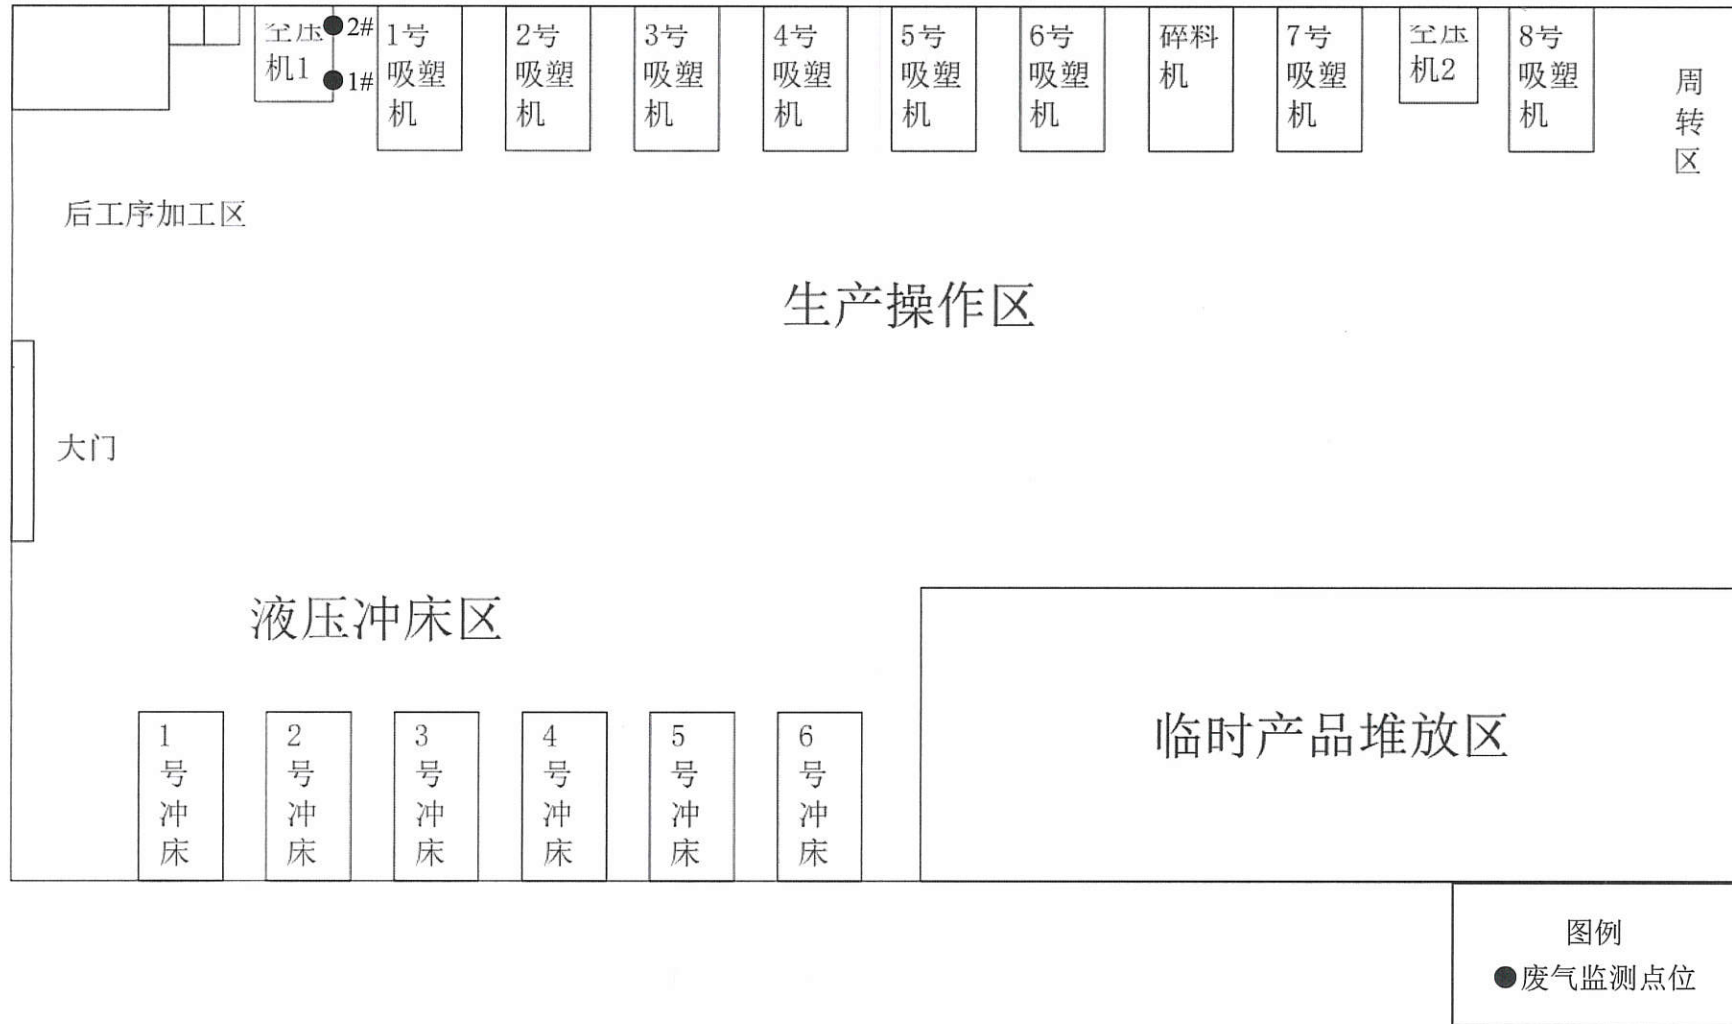 空压
机1
2#
1#
1号
吸塑
机
2号
吸塑
机
3号
吸塑
机
4号
吸塑
机
5号
吸塑
机
6号
吸塑
机
碎料
机
7号
吸塑
机
空压
机2
8号
吸塑
机
周
转
区
后工序加工区
生产操作区
大门
液压冲床区
1
号
冲
床
2
号
冲
床
3
号
冲
床
4
号
冲
床
5
号
冲
床
6
号
冲
床
临时产品堆放区
图例
●废气监测点位